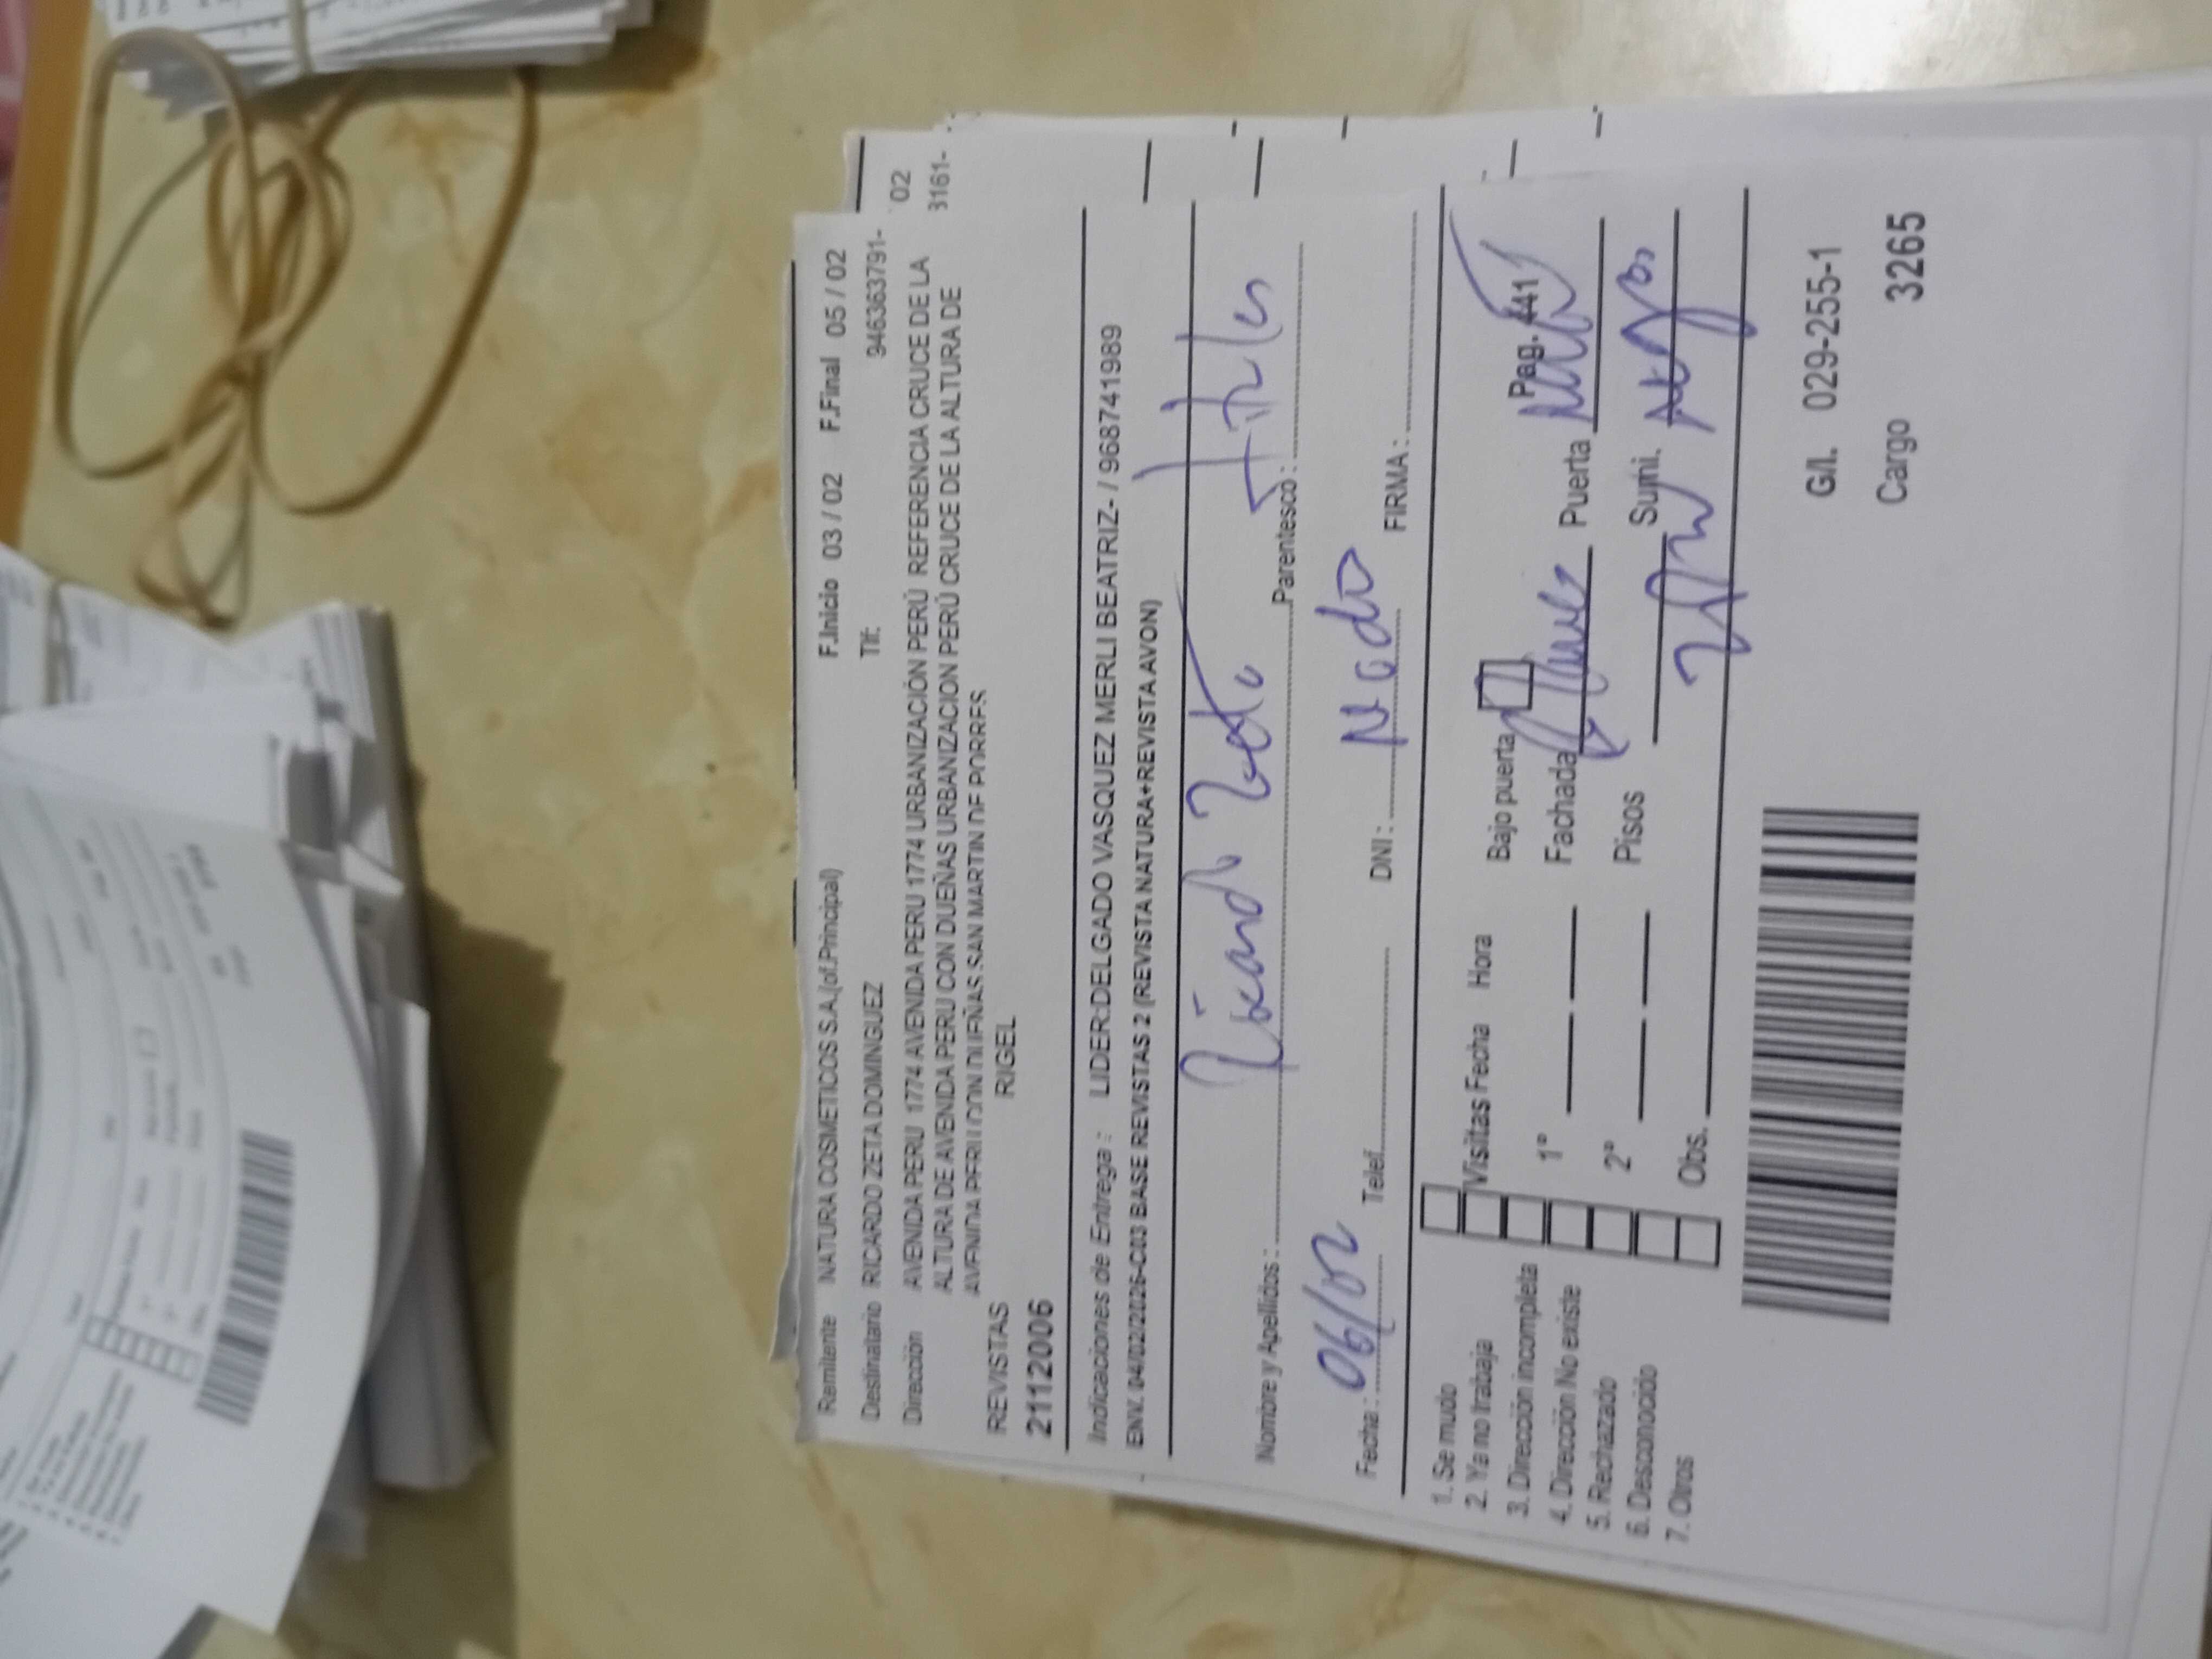 Remitente NATURA COSMETICOS S.A.(of.Principal) F.Inicio 03 / 02 F.Final 05 / 02
Destinatario RICARDO ZETA DOMINGUEZ Tlf: 946363791-
Dirección AVENIDA PERU 1774 AVENIDA PERU 1774 URBANIZACIÓN PERÚ REFERENCIA CRUCE DE LA
ALTURA DE AVENIDA PERU CON DUEÑAS URBANIZACION PERÚ CRUCE DE LA ALTURA DE
AVENIDA PERU CON DUEÑAS SAN MARTIN DE PORRES
REVISTAS RIGEL
21112006
Indicaciones de Entrega : LIDER:DELGADO VASQUEZ MERLI BEATRIZ- / 968741989
ENV. 04/02/2026-C03 BASE REVISTAS 2 (REVISTA NATURA+REVISTA AVON)
Nombre y Apellidos : Ricardo Zeta Parentesco : Titular
Fecha : 06/02 Telef. DNI : FIRMA :
1. Se mudo
2. Ya no trabaja
3. Dirección incompleta
4. Dirección No existe
5. Rechazado
6. Desconocido
7. Otros
Visitas Fecha Hora Bajo puerta Pag. 441
1° Fachada Puerta
2° Pisos Sumi.
Obs.
G/I. 029-255-1
Cargo 3265
02
3161-